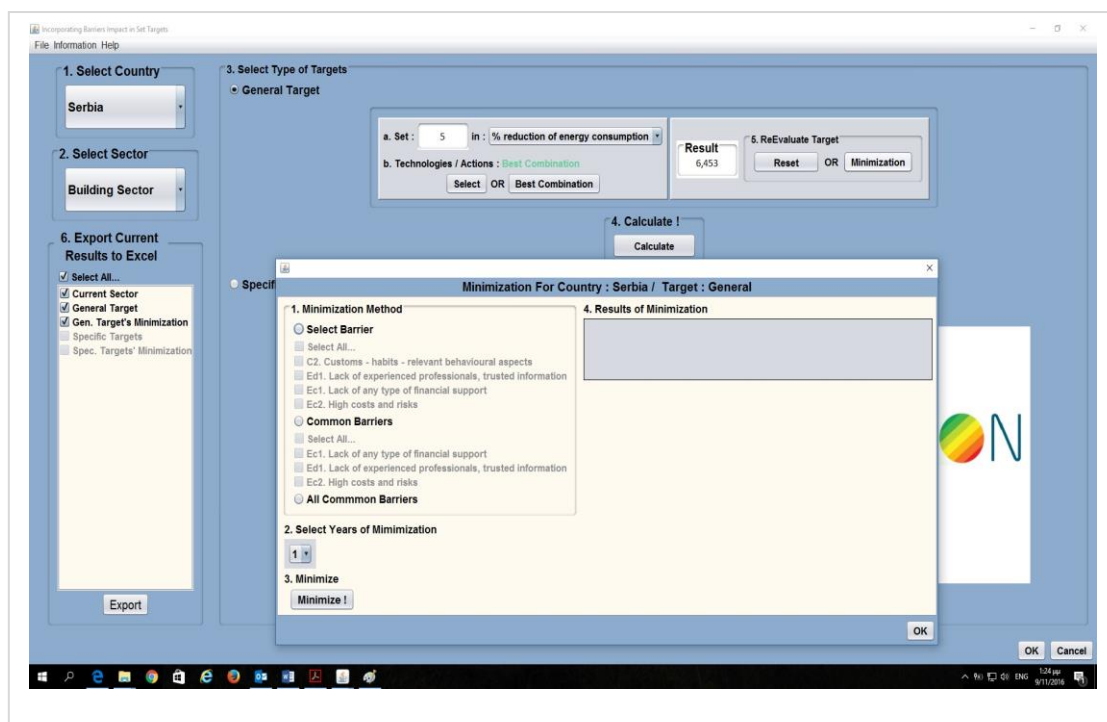 Incorporating Barriers Impact in Set Targets
File Information Help
1. Select Country
Serbia
2. Select Sector
Building Sector
6. Export Current
Results to Excel
Select All...
Current Sector
General Target
Gen. Target's Minimization
Specific Targets
Spec. Targets' Minimization
Export
3. Select Type of Targets
General Target
a. Set : 5 in : % reduction of energy consumption
b. Technologies / Actions : Best Combination
Select OR Best Combination
Result
6,453
5. ReEvaluate Target
Reset OR Minimization
4. Calculate !
Calculate
Specif
Minimization For Country : Serbia / Target : General
1. Minimization Method
Select Barrier
Select All...
C2. Customs - habits - relevant behavioural aspects
Ed1. Lack of experienced professionals, trusted information
Ec1. Lack of any type of financial support
Ec2. High costs and risks
Common Barriers
Select All...
Ec1. Lack of any type of financial support
Ed1. Lack of experienced professionals, trusted information
Ec2. High costs and risks
All Commmon Barriers
2. Select Years of Mimimization
1
3. Minimize
Minimize !
4. Results of Minimization
OK
N
OK Cancel
ENG
1:24 μμ
9/11/2016